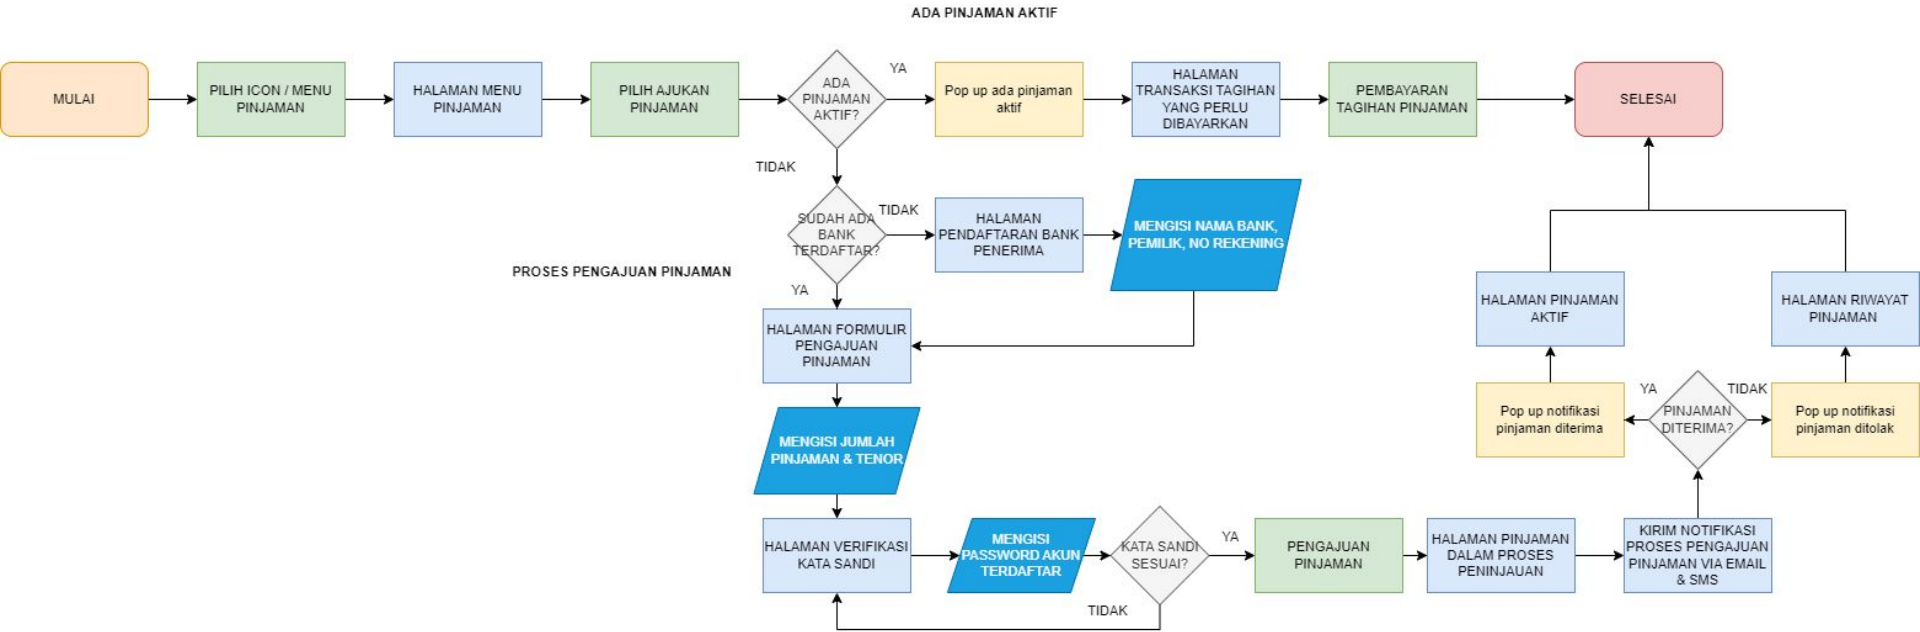 ADA PINJAMAN AKTIF
MULAI
PILIH ICON / MENU
PINJAMAN
HALAMAN MENU
PINJAMAN
PILIH AJUKAN
PINJAMAN
ADA
PINJAMAN
AKTIF?
YA
Pop up ada pinjaman
aktif
HALAMAN
TRANSAKSI TAGIHAN
YANG PERLU
DIBAYARKAN
PEMBAYARAN
TAGIHAN PINJAMAN
SELESAI
TIDAK
SUDAH ADA
BANK
TERDAFTAR?
TIDAK
HALAMAN
PENDAFTARAN BANK
PENERIMA
MENGISI NAMA BANK,
PEMILIK, NO REKENING
PROSES PENGAJUAN PINJAMAN
YA
HALAMAN FORMULIR
PENGAJUAN
PINJAMAN
MENGISI JUMLAH
PINJAMAN & TENOR
HALAMAN VERIFIKASI
KATA SANDI
MENGISI
PASSWORD AKUN
TERDAFTAR
KATA SANDI
SESUAI?
YA
TIDAK
PENGAJUAN
PINJAMAN
HALAMAN PINJAMAN
DALAM PROSES
PENINJAUAN
KIRIM NOTIFIKASI
PROSES PENGAJUAN
PINJAMAN VIA EMAIL
& SMS
PINJAMAN
DITERIMA?
YA
TIDAK
Pop up notifikasi
pinjaman diterima
Pop up notifikasi
pinjaman ditolak
HALAMAN PINJAMAN
AKTIF
HALAMAN RIWAYAT
PINJAMAN